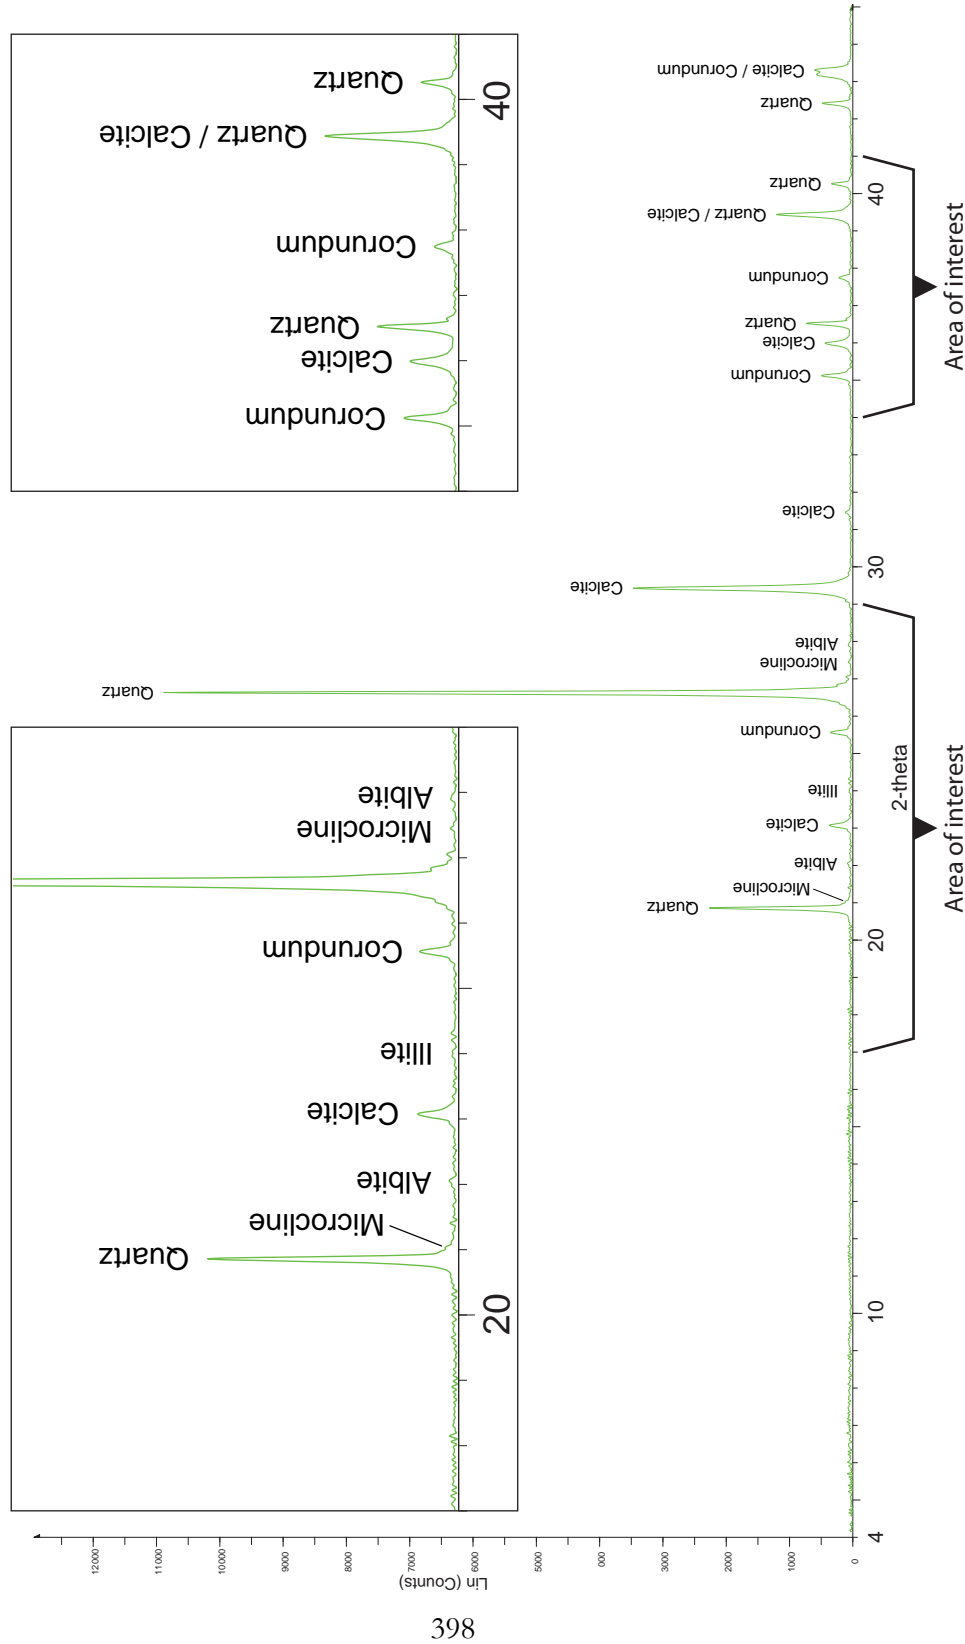 Quartz
Quartz / Calcite
Corundum
Quartz
Calcite
Corundum
40
Albite
Microcline
Corundum
Illite
Calcite
Albite
Microcline
Quartz
20
Calcite / Corundum
Quartz
Quartz
Quartz / Calcite
Corundum
Quartz
Calcite
Corundum
Calcite
Calcite
Albite
Microcline
Quartz
Corundum
Illite
Calcite
Albite
Microcline
Quartz
40
30
20
10
4
2-theta
Area of interest
Area of interest
12000
11000
10000
9000
8000
7000
6000
5000
000
3000
2000
1000
0
Lin (Counts)
398